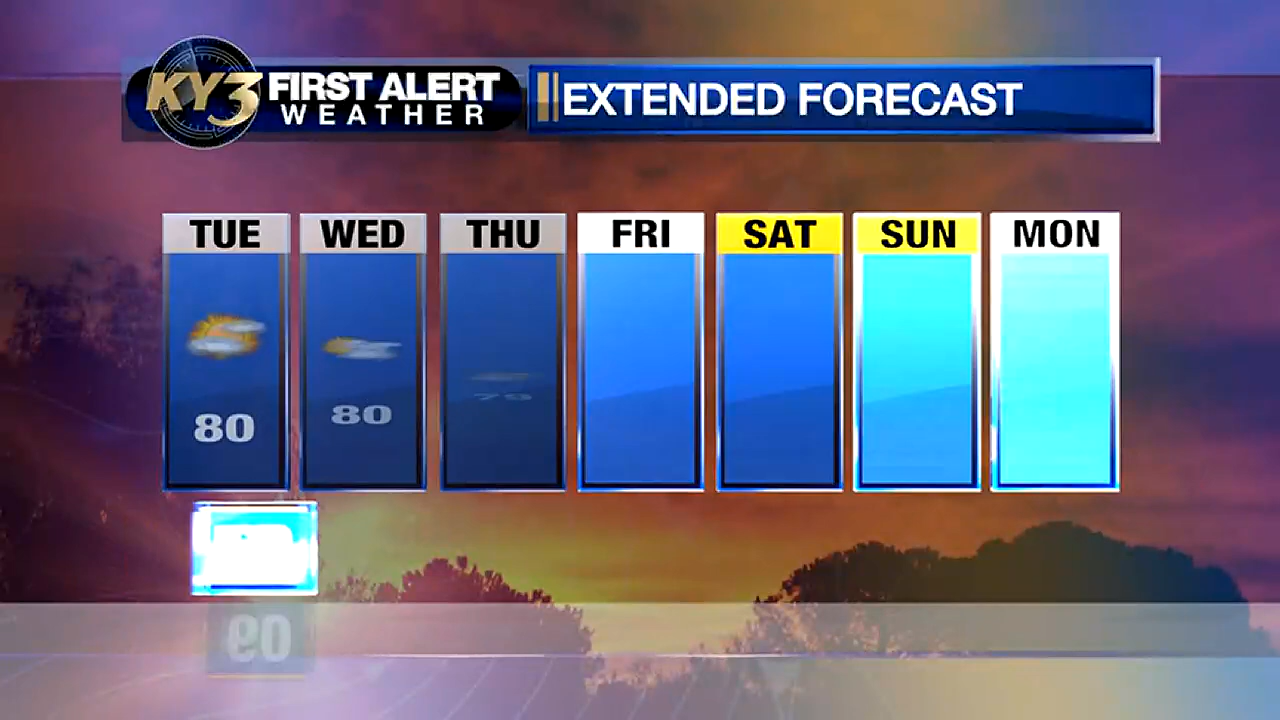 KY3 FIRST ALERT
WEATHER
EXTENDED FORECAST
TUE WED THU FRI SAT SUN MON
80 80